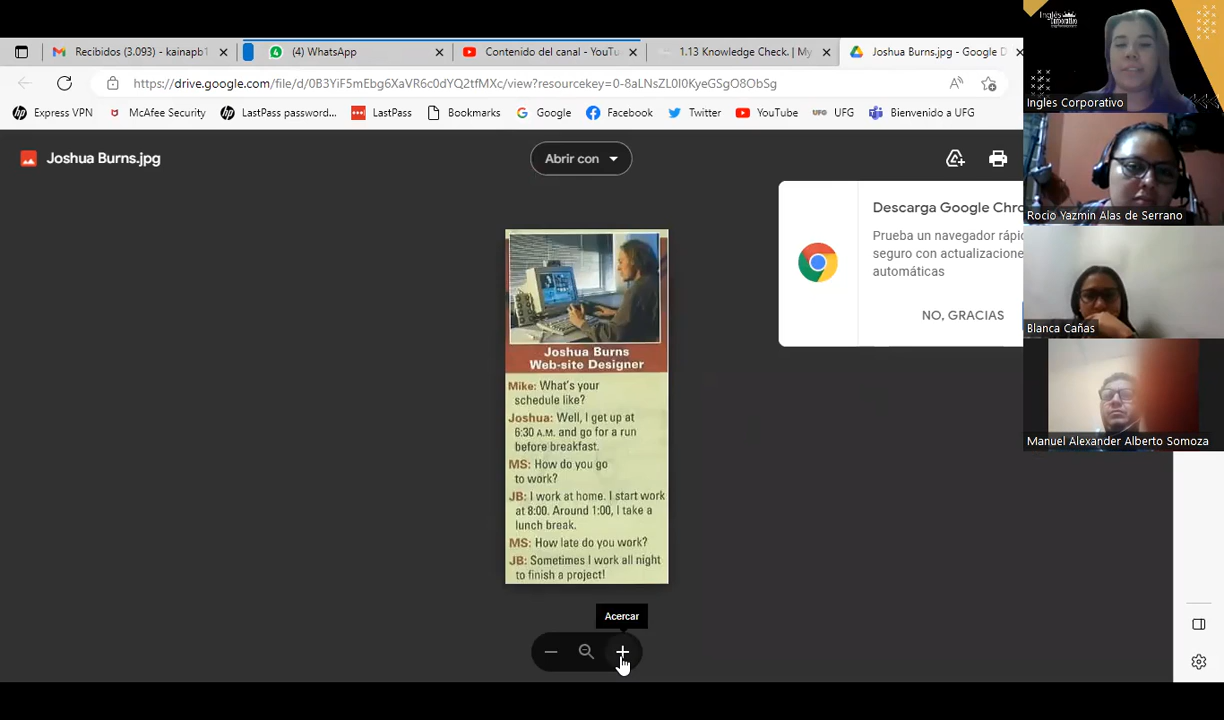 Recibidos (3.093) - kainapb1
(4) WhatsApp
Contenido del canal - YouTu
1.13 Knowledge Check. | My
Joshua Burns.jpg - Google D
https://drive.google.com/file/d/0B3YiF5mEbg6XaVR6c0dYQ2tfMXc/view?resourcekey=0-8aLNsZL0I0KyeGSgO8ObSg
Express VPN
McAfee Security
LastPass password...
LastPass
Bookmarks
Google
Facebook
Twitter
YouTube
UFG
Bienvenido a UFG
Joshua Burns.jpg
Abrir con
Descarga Google Chro
Prueba un navegador rápid
seguro con actualizacione
automáticas
NO, GRACIAS
Joshua Burns
Web-site Designer
Mike: What's your
schedule like?
Joshua: Well, I get up at
6:30 A.M. and go for a run
before breakfast.
MS: How do you go
to work?
JB: I work at home. I start work
at 8:00. Around 1:00, I take a
lunch break.
MS: How late do you work?
JB: Sometimes I work all night
to finish a project!
Acercar
Inglés
Corporativo
Ingles Corporativo
Rocio Yazmin Alas de Serrano
Blanca Cañas
Manuel Alexander Alberto Somoza